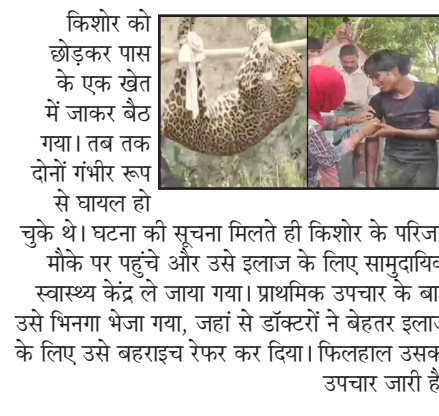 किशोर को
छोड़कर पास
के एक खेत
में जाकर बैठ
गया। तब तक
दोनों गंभीर रूप
से घायल हो
चुके थे। घटना की सूचना मिलते ही किशोर के परिज
मौके पर पहुंचे और उसे इलाज के लिए सामुदायिक
स्वास्थ्य केंद्र ले जाया गया। प्राथमिक उपचार के बा
उसे भिनगा भेजा गया, जहां से डॉक्टरों ने बेहतर इलाज
के लिए उसे बहराइच रेफर कर दिया। फिलहाल उसक
उपचार जारी है